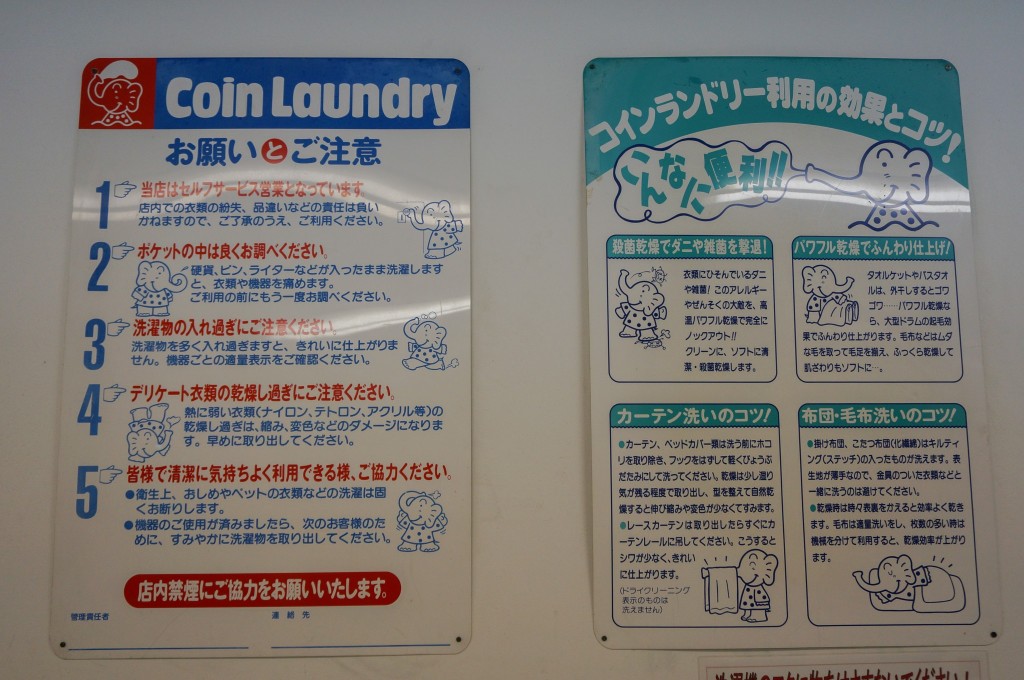 Coin Laundry
お願いとご注意
1 当店はセルフサービス営業となっています。
店内での衣類の紛失、品違いなどの責任は負い
かねますので、ご了承のうえ、ご利用ください。
2 ポケットの中は良くお調べください。
硬貨、ピン、ライターなどが入ったまま洗濯します
と、衣類や機器を痛めます。
ご利用の前にもう一度お調べください。
3 洗濯物の入れ過ぎにご注意ください。
洗濯物を多く入れ過ぎますと、きれいに仕上がりま
せん。機器ごとの適量表示をご確認ください。
4 デリケート衣類の乾燥し過ぎにご注意ください。
熱に弱い衣類(ナイロン、テトロン、アクリル等)の
乾燥し過ぎは、縮み、変色などのダメージになりま
す。早めに取り出してください。
5 皆様で清潔に気持ちよく利用できる様、ご協力ください。
●衛生上、おしめやペットの衣類などの洗濯は固
くお断りします。
●機器のご使用が済みましたら、次のお客様のた
めに、すみやかに洗濯物を取り出してください。
店内禁煙にご協力をお願いいたします。
管理責任者
連絡先
コインランドリー利用の効果とコツ!
こんなに便利!!
殺菌乾燥でダニや雑菌を撃退!
衣類にひそんでいるダニ
や雑菌!このアレルギー
やぜんそくの大敵を、高
温パワフル乾燥で完全に
ノックアウト!!
クリーンに、ソフトに清
潔・殺菌乾燥します。
パワフル乾燥でふんわり仕上げ!
タオルケットやバスタオ
ルは、外干しするとゴワ
ゴワ……パワフル乾燥な
ら、大型ドラムの起毛効
果でふんわり仕上がります。毛布などはムダ
な毛を取って毛足を揃え、ふっくら乾燥して
肌ざわりもソフトに…。
カーテン洗いのコツ!
●カーテン、ベッドカバー類は洗う前にホコ
リを取り除き、フックをはずして軽くびょうぶ
だたみにして洗ってください。乾燥は少し湿り
気が残る程度で取り出し、型を整えて自然乾
燥すると伸び縮みや変色が少なくてすみます。
●レースカーテンは取り出したらすぐにカ
ーテンレールに吊してください。こうすると
シワが少なく、きれい
に仕上がります。
(ドライクリーニング
表示のものは
洗えません)
布団・毛布洗いのコツ!
●掛け布団、こたつ布団(化繊綿)はキルティ
ング(ステッチ)の入ったものが洗えます。表
生地が薄手なので、金具のついた衣類などと
一緒に洗うのは避けてください。
●乾燥時は時々表裏をかえると効率よく乾き
ます。毛布は適量洗いをし、枚数の多い時は
機械を分けて利用すると、乾燥効率が上がり
ます。